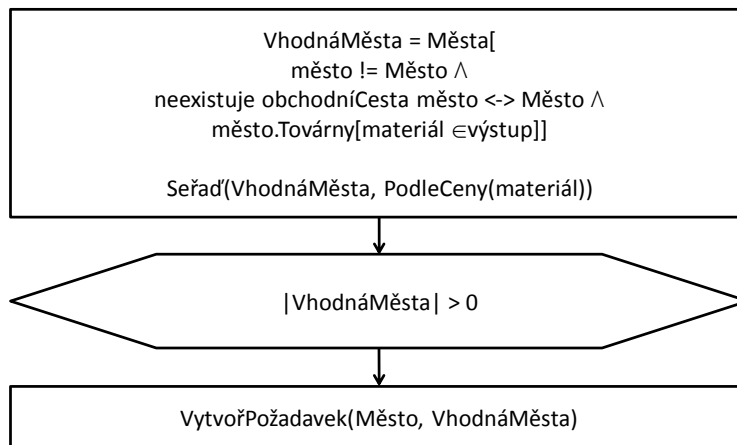 VhodnáMěsta = Města[
město != Město ∧
neexistuje obchodníCesta město <-> Město ∧
město.Továrny[materiál ∈výstup]]
Seřaď(VhodnáMěsta, PodleCeny(materiál))
|VhodnáMěsta| > 0
VytvořPožadavek(Město, VhodnáMěsta)